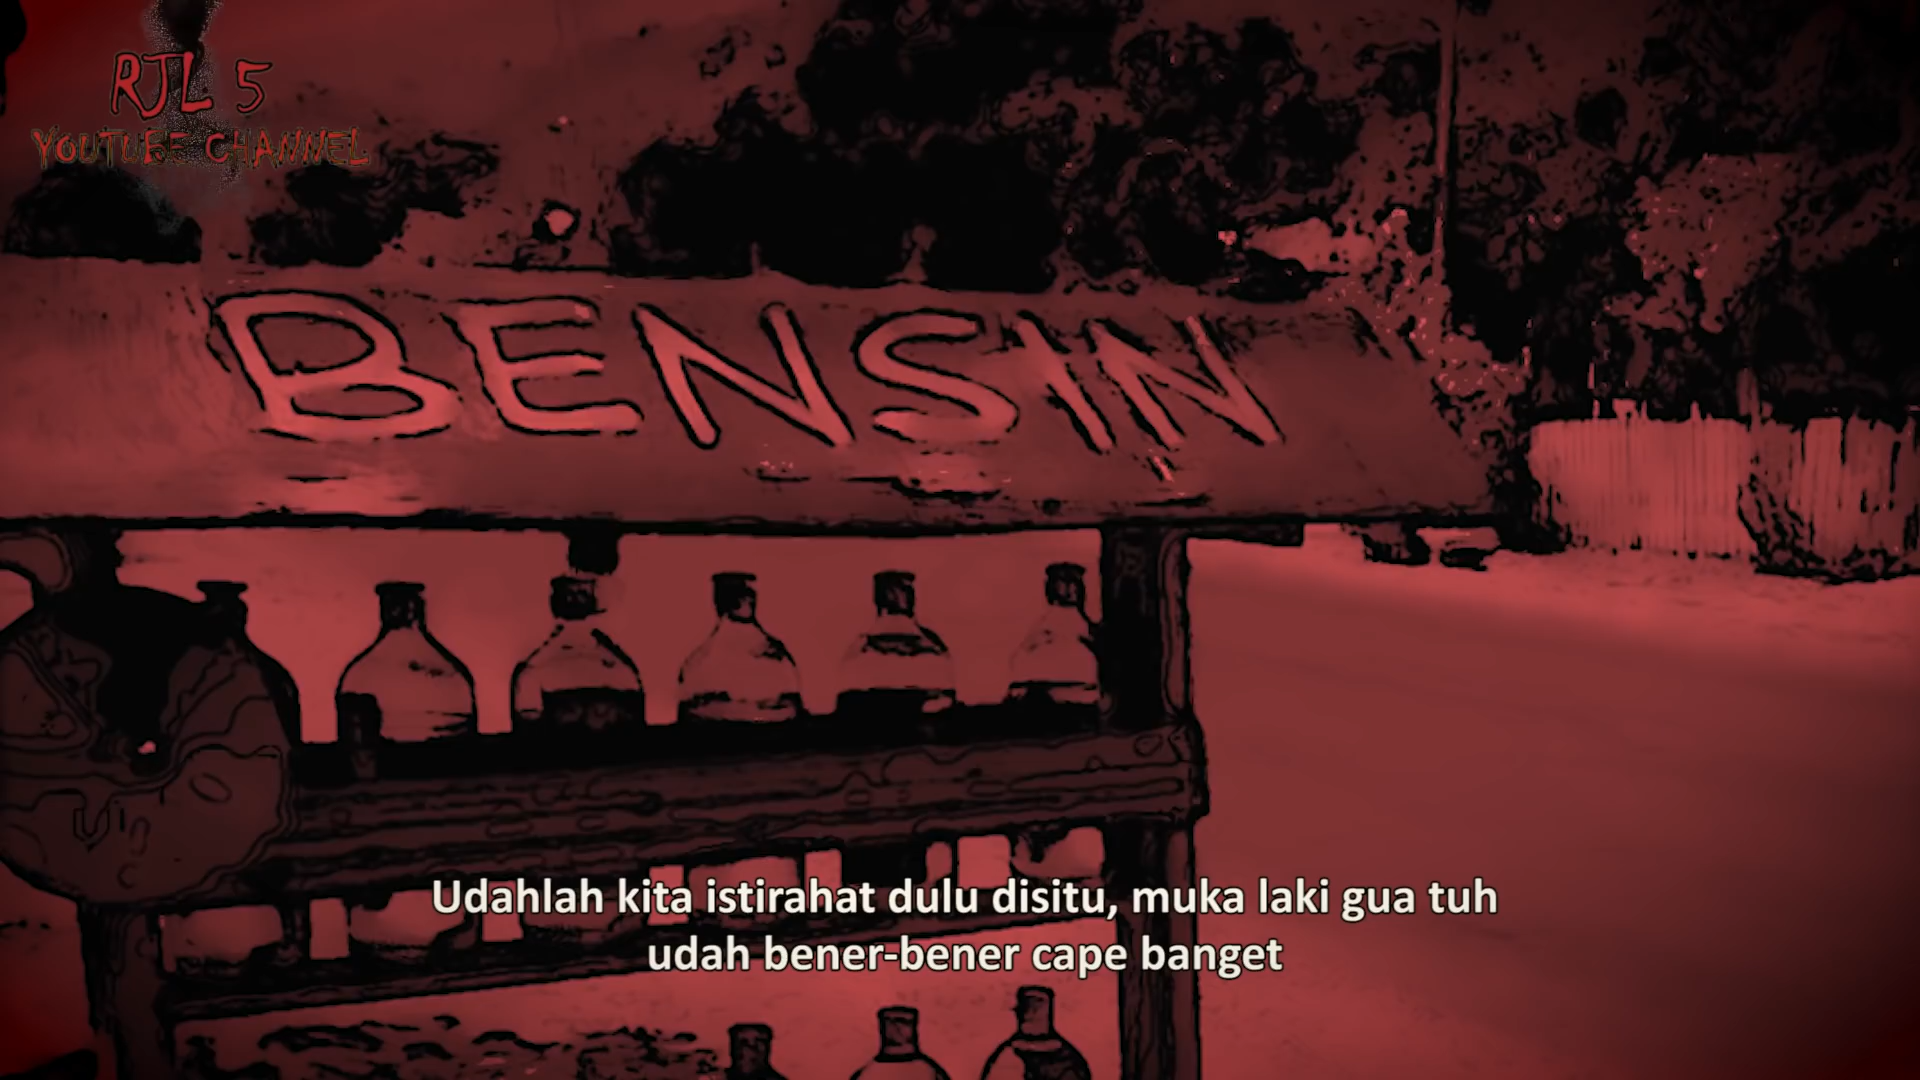 RJL 5
YOUTUBE CHANNEL
BENSIN
Udahlah kita istirahat dulu disitu, muka laki gua tuh
udah bener-bener cape banget